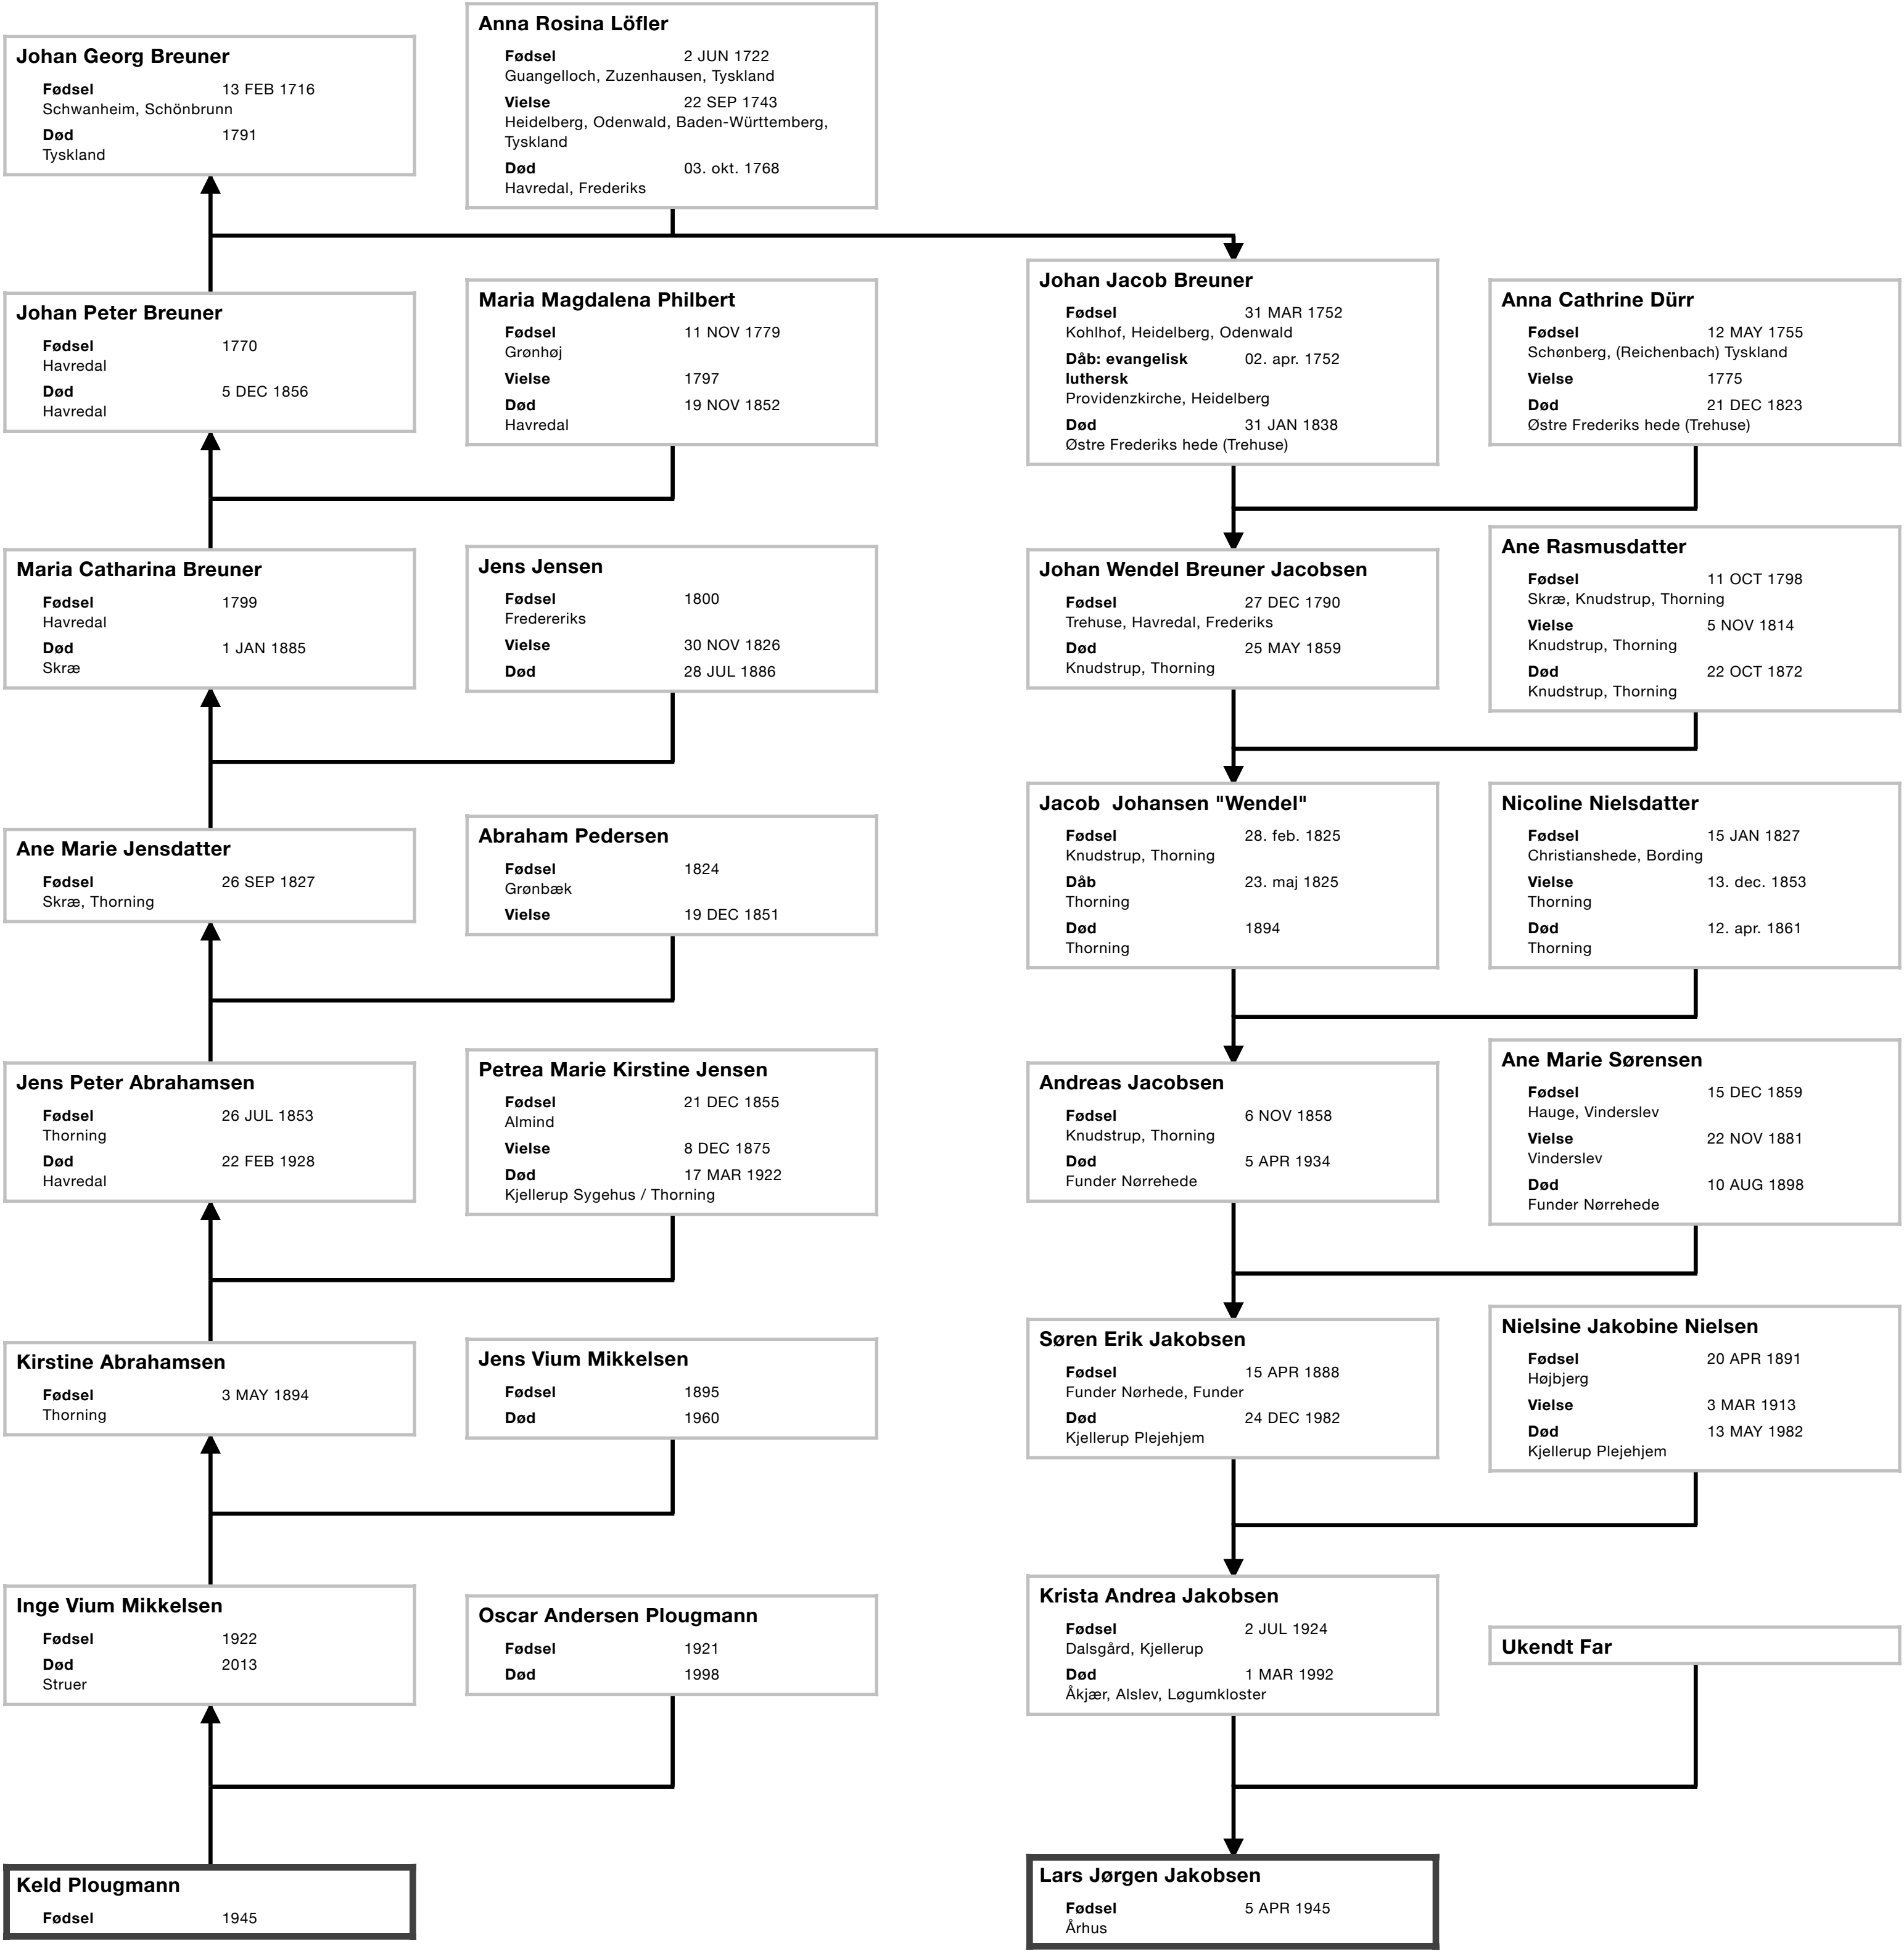 Johan Georg Breuner
Fødsel 13 FEB 1716
Schwanheim, Schönbrunn
Død 1791
Tyskland
Anna Rosina Löfler
Fødsel 2 JUN 1722
Guangelloch, Zuzenhausen, Tyskland
Vielse 22 SEP 1743
Heidelberg, Odenwald, Baden-Württemberg,
Tyskland
Død 03. okt. 1768
Havredal, Frederiks
Johan Peter Breuner
Fødsel 1770
Havredal
Død 5 DEC 1856
Havredal
Maria Magdalena Philbert
Fødsel 11 NOV 1779
Grønhøj
Vielse 1797
Død 19 NOV 1852
Havredal
Johan Jacob Breuner
Fødsel 31 MAR 1752
Kohlhof, Heidelberg, Odenwald
Dåb: evangelisk 02. apr. 1752
luthersk
Providenzkirche, Heidelberg
Død 31 JAN 1838
Østre Frederiks hede (Trehuse)
Anna Cathrine Dürr
Fødsel 12 MAY 1755
Schønberg, (Reichenbach) Tyskland
Vielse 1775
Død 21 DEC 1823
Østre Frederiks hede (Trehuse)
Maria Catharina Breuner
Fødsel 1799
Havredal
Død 1 JAN 1885
Skræ
Jens Jensen
Fødsel 1800
Fredereriks
Vielse 30 NOV 1826
Død 28 JUL 1886
Johan Wendel Breuner Jacobsen
Fødsel 27 DEC 1790
Trehuse, Havredal, Frederiks
Død 25 MAY 1859
Knudstrup, Thorning
Ane Rasmusdatter
Fødsel 11 OCT 1798
Skræ, Knudstrup, Thorning
Vielse 5 NOV 1814
Knudstrup, Thorning
Død 22 OCT 1872
Knudstrup, Thorning
Ane Marie Jensdatter
Fødsel 26 SEP 1827
Skræ, Thorning
Abraham Pedersen
Fødsel 1824
Grønbæk
Vielse 19 DEC 1851
Jacob  Johansen "Wendel"
Fødsel 28. feb. 1825
Knudstrup, Thorning
Dåb 23. maj 1825
Thorning
Død 1894
Thorning
Nicoline Nielsdatter
Fødsel 15 JAN 1827
Christianshede, Bording
Vielse 13. dec. 1853
Thorning
Død 12. apr. 1861
Thorning
Jens Peter Abrahamsen
Fødsel 26 JUL 1853
Thorning
Død 22 FEB 1928
Havredal
Petrea Marie Kirstine Jensen
Fødsel 21 DEC 1855
Almind
Vielse 8 DEC 1875
Død 17 MAR 1922
Kjellerup Sygehus / Thorning
Andreas Jacobsen
Fødsel 6 NOV 1858
Knudstrup, Thorning
Død 5 APR 1934
Funder Nørrehede
Ane Marie Sørensen
Fødsel 15 DEC 1859
Hauge, Vinderslev
Vielse 22 NOV 1881
Vinderslev
Død 10 AUG 1898
Funder Nørrehede
Kirstine Abrahamsen
Fødsel 3 MAY 1894
Thorning
Jens Vium Mikkelsen
Fødsel 1895
Død 1960
Søren Erik Jakobsen
Fødsel 15 APR 1888
Funder Nørhede, Funder
Død 24 DEC 1982
Kjellerup Plejehjem
Nielsine Jakobine Nielsen
Fødsel 20 APR 1891
Højbjerg
Vielse 3 MAR 1913
Død 13 MAY 1982
Kjellerup Plejehjem
Inge Vium Mikkelsen
Fødsel 1922
Død 2013
Struer
Oscar Andersen Plougmann
Fødsel 1921
Død 1998
Krista Andrea Jakobsen
Fødsel 2 JUL 1924
Dalsgård, Kjellerup
Død 1 MAR 1992
Åkjær, Alslev, Løgumkloster
Ukendt Far
Keld Plougmann
Fødsel 1945
Lars Jørgen Jakobsen
Fødsel 5 APR 1945
Århus